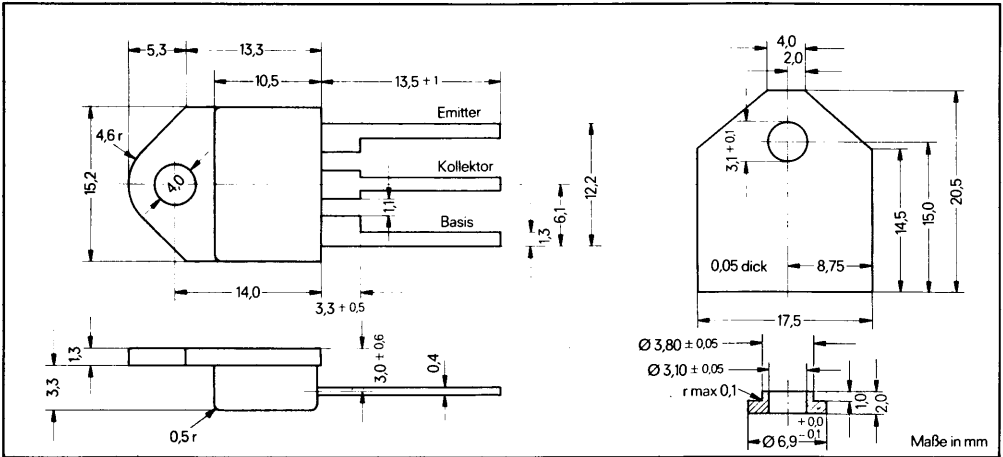 5,3
13,3
10,5
13,5 + 1
Emitter
4,6 r
15,2
4,0
Kollektor
1,1
6,1
12,2
Basis
1,3
14,0
3,3 + 0,5
1,3
3,3
3,0 ± 0,6
0,4
0,5 r
4,0
2,0
3,1 + 0,1
14,5
15,0
20,5
0,05 dick
8,75
17,5
Ø 3,80 ± 0,05
Ø 3,10 ± 0,05
r max 0,1
1,0
2,0
Ø 6,9 + 0,0 − 0,1
Maße in mm